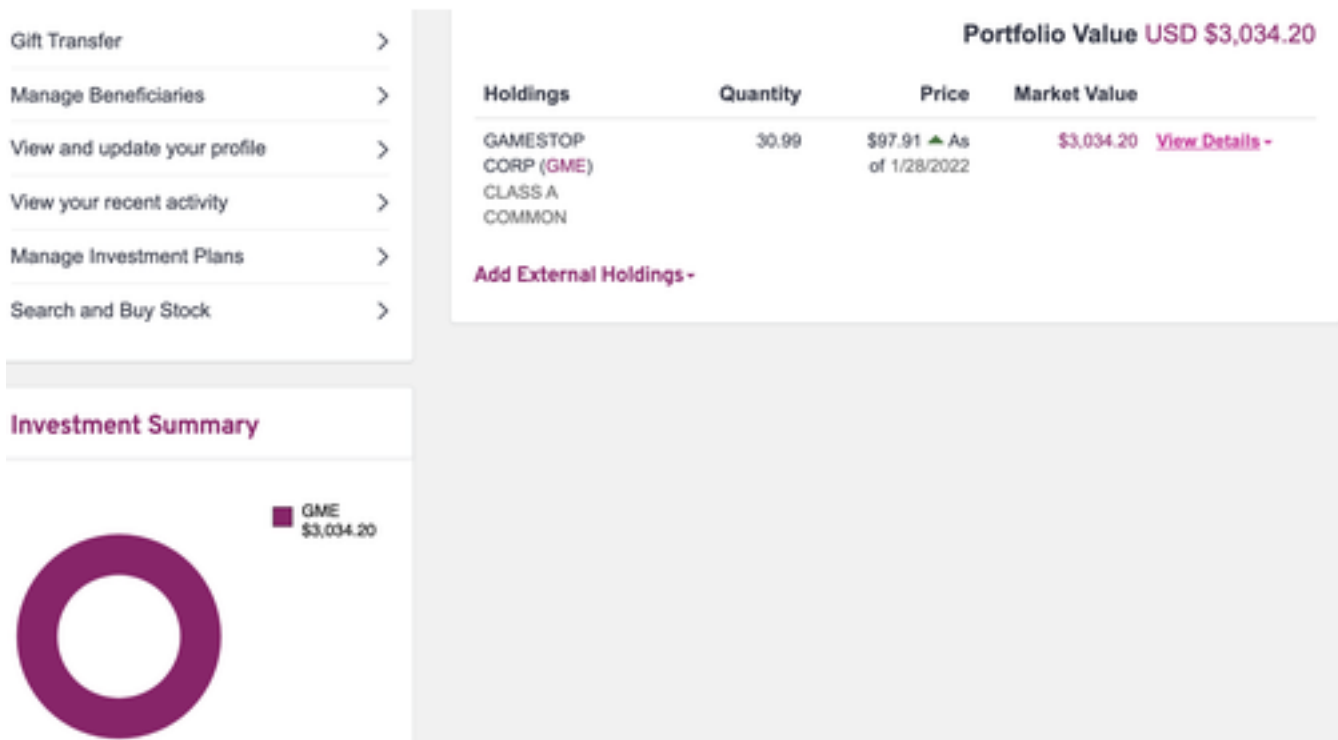 Gift Transfer
Manage Beneficiaries
View and update your profile
View your recent activity
Manage Investment Plans
Search and Buy Stock
Investment Summary
GME
$3,034.20
Portfolio Value USD $3,034.20
Holdings Quantity Price Market Value
GAMESTOP 30.99 $97.91 ▲ As $3,034.20 View Details
CORP (GME) of 1/28/2022
CLASS A
COMMON
Add External Holdings